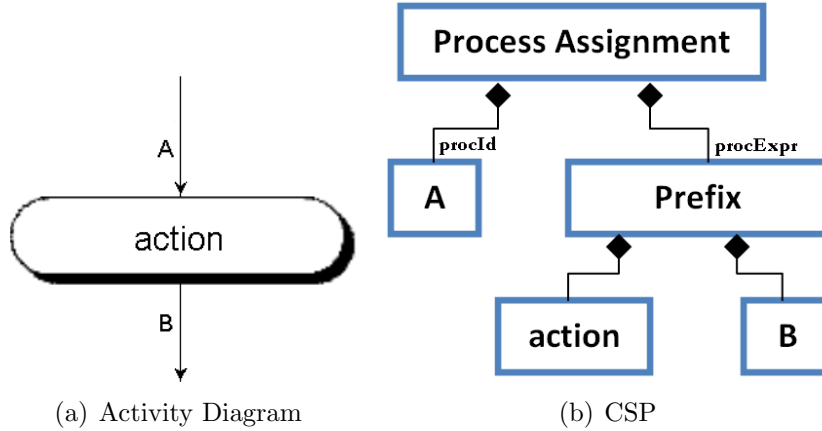 A
action
B
(a) Activity Diagram
Process Assignment
procId
procExpr
A
Prefix
action
B
(b) CSP